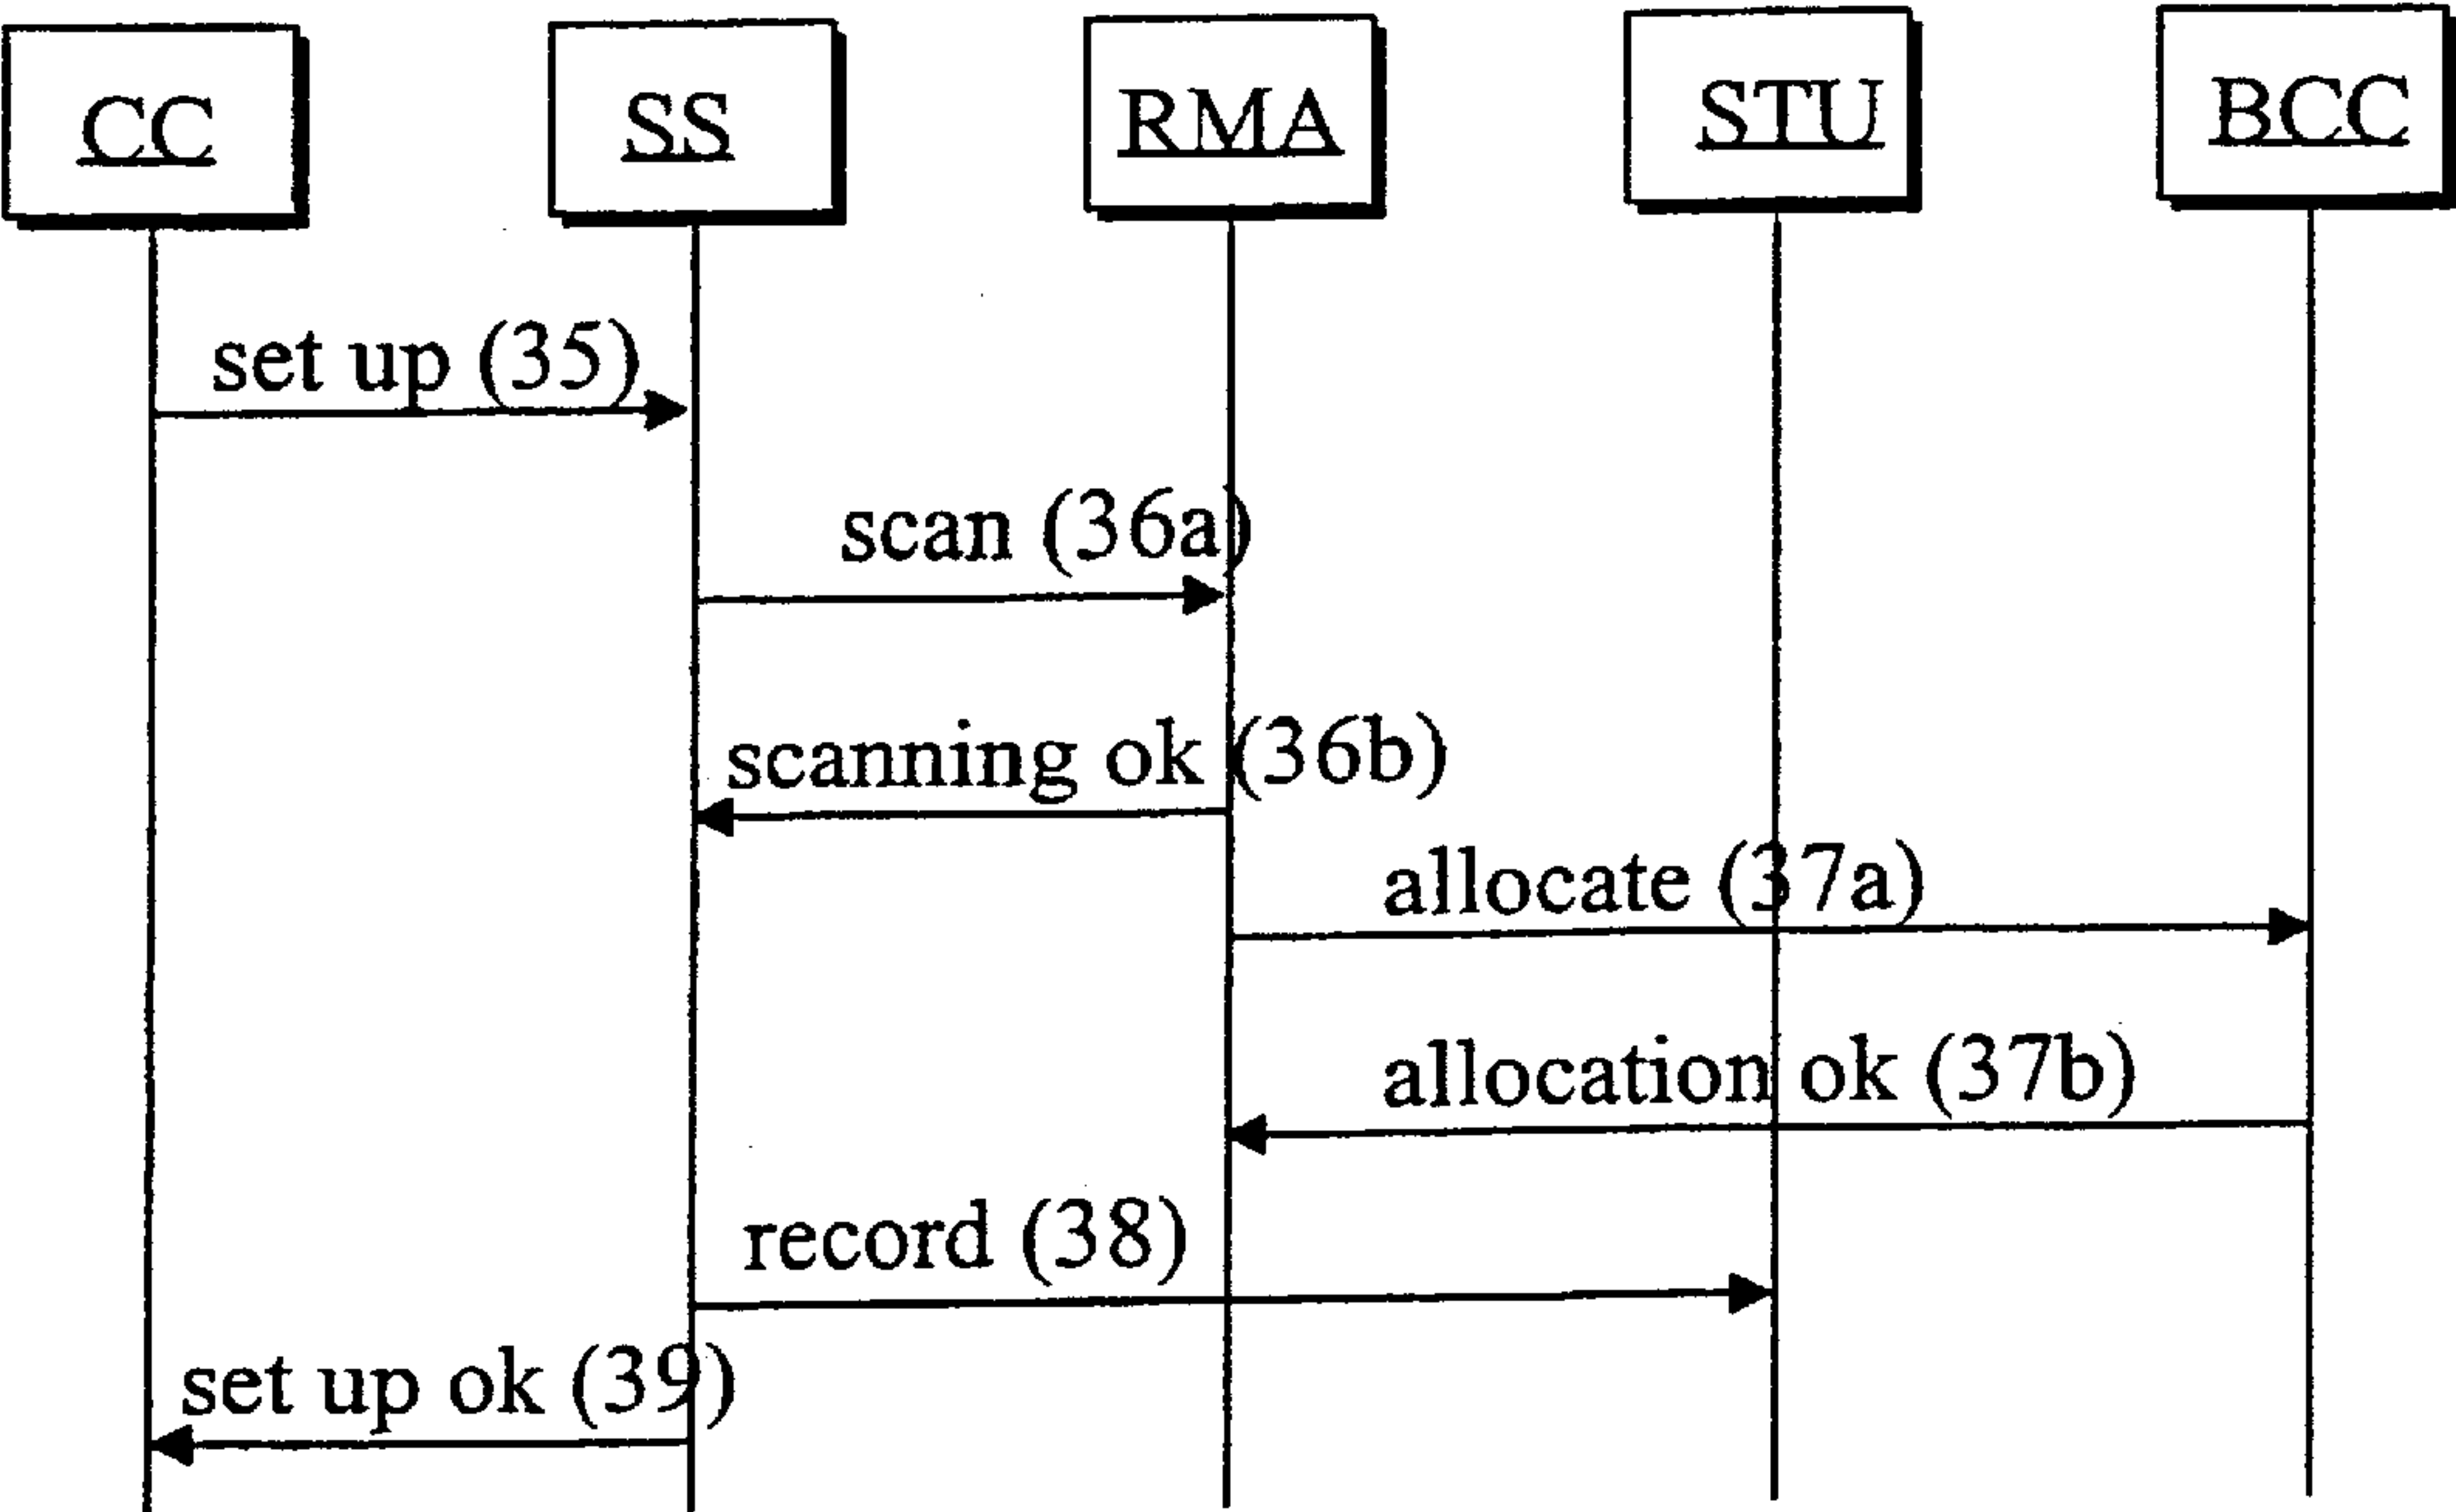 CC
SS
RMA
STU
BCC
set up (35)
scan (36a)
scanning ok (36b)
allocate (37a)
allocation ok (37b)
record (38)
set up ok (39)